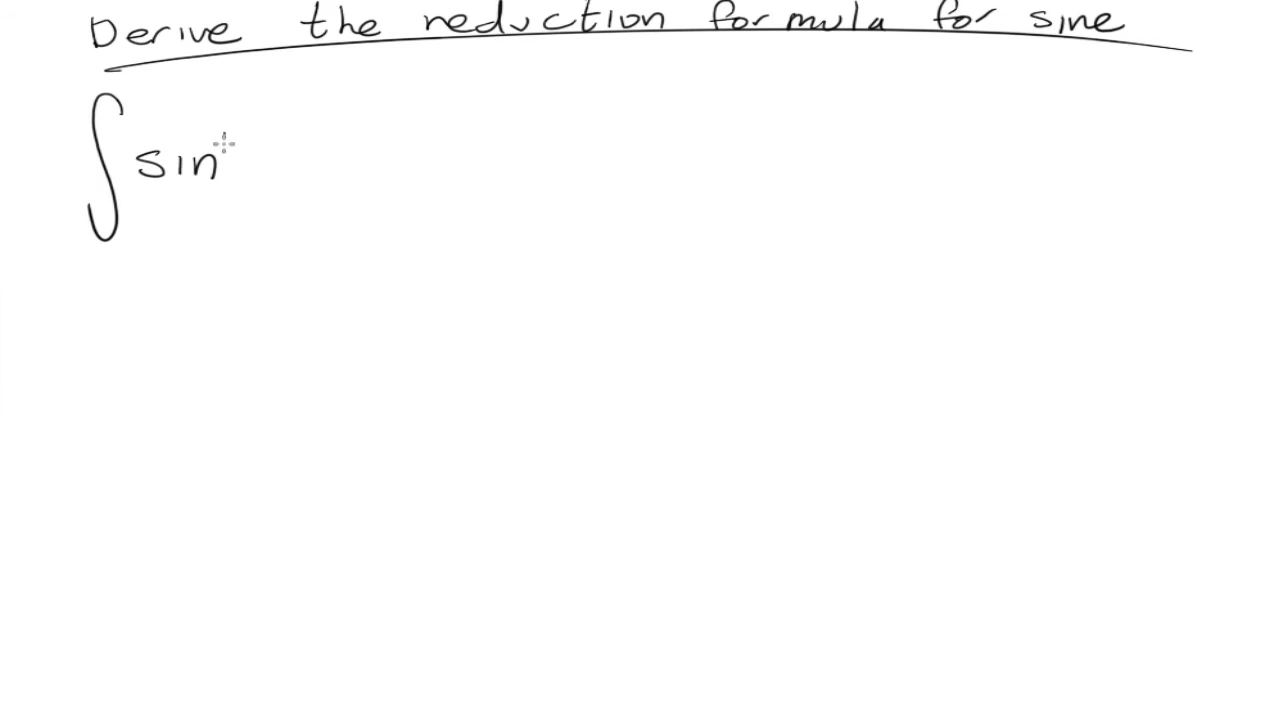 Derive the reduction formula for sine
∫ sin